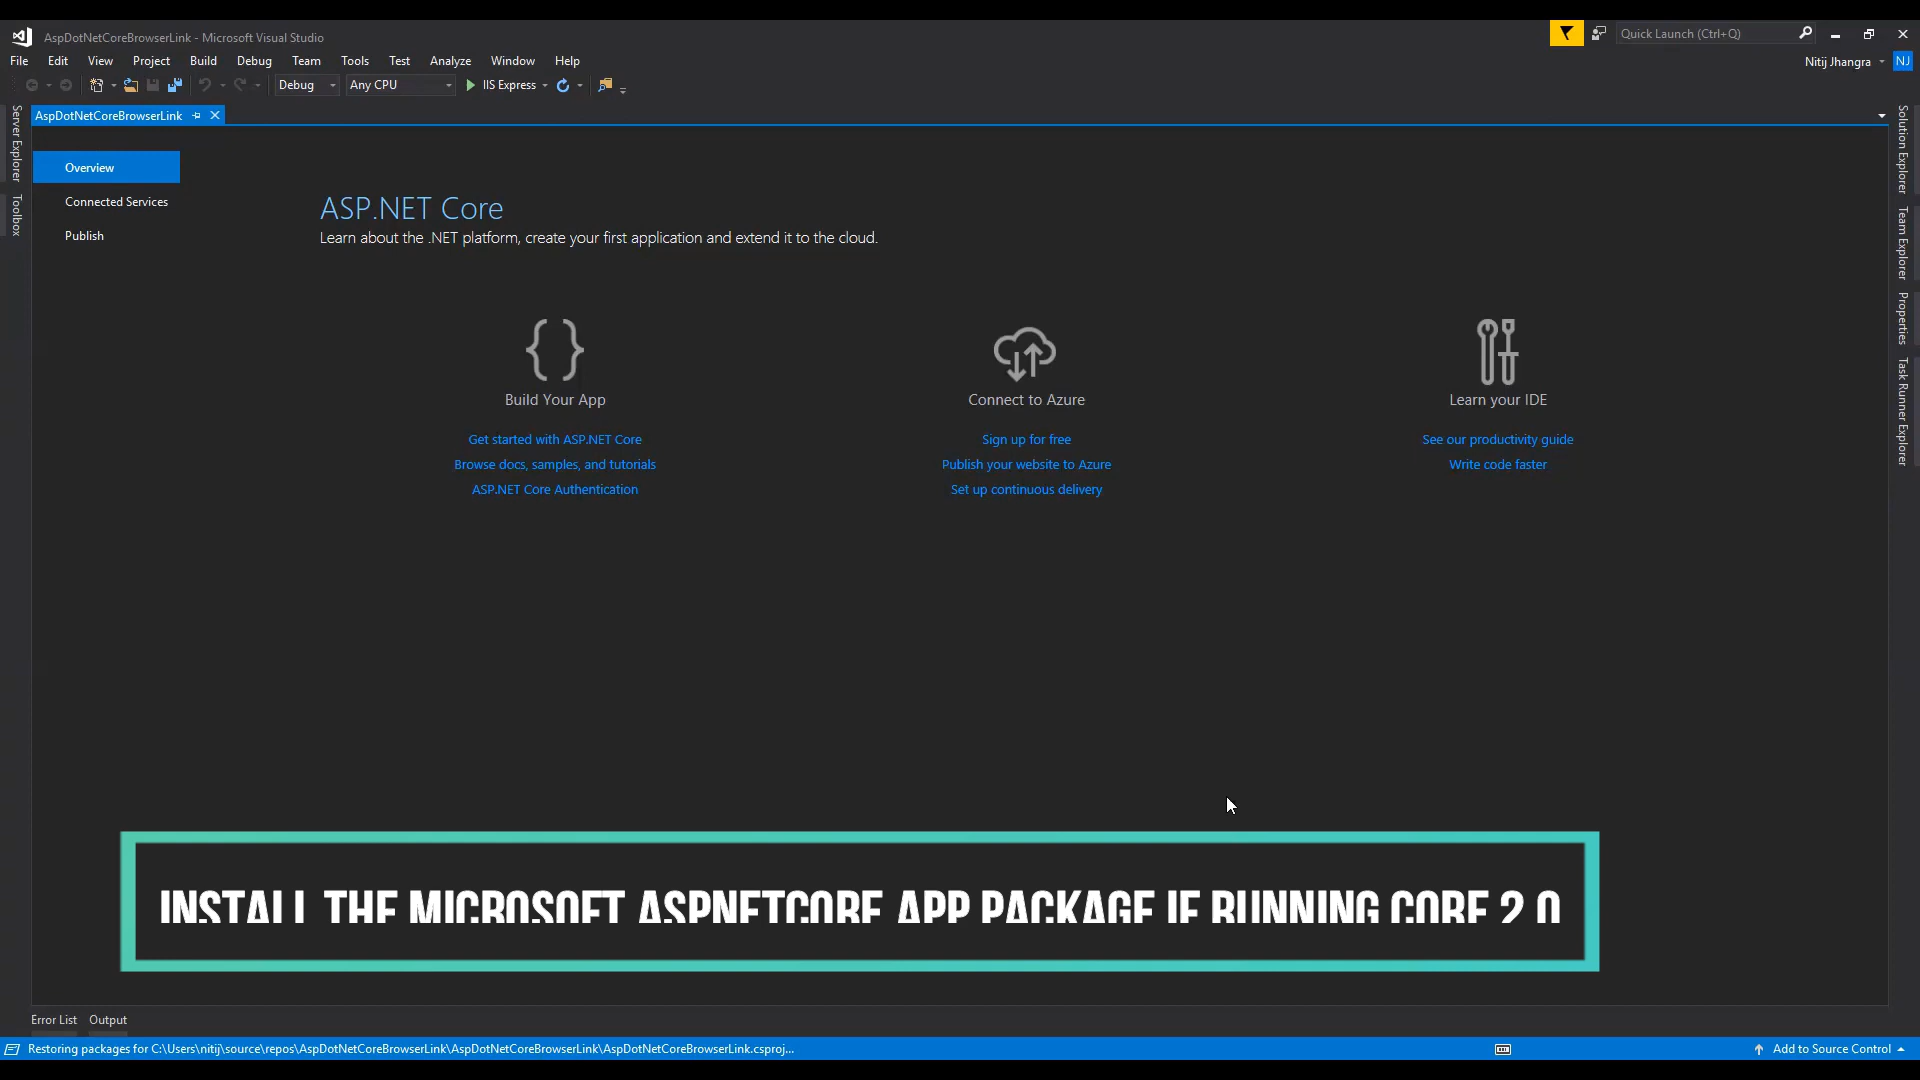 AspDotNetCoreBrowserLink - Microsoft Visual Studio
Quick Launch (Ctrl+Q)
File Edit View Project Build Debug Team Tools Test Analyze Window Help
Nitij Jhangra NJ
Debug Any CPU IIS Express
AspDotNetCoreBrowserLink
Server Explorer
Toolbox
Solution Explorer
Team Explorer
Properties
Task Runner Explorer
Overview
Connected Services
Publish
ASP.NET Core
Learn about the .NET platform, create your first application and extend it to the cloud.
Build Your App
Get started with ASP.NET Core
Browse docs, samples, and tutorials
ASP.NET Core Authentication
Connect to Azure
Sign up for free
Publish your website to Azure
Set up continuous delivery
Learn your IDE
See our productivity guide
Write code faster
INSTALL THE MICROSOFT ASPNETCORE APP PACKAGE IF RUNNING CORE 2.0
Error List Output
Restoring packages for C:\Users\nitij\source\repos\AspDotNetCoreBrowserLink\AspDotNetCoreBrowserLink\AspDotNetCoreBrowserLink.csproj...
Add to Source Control